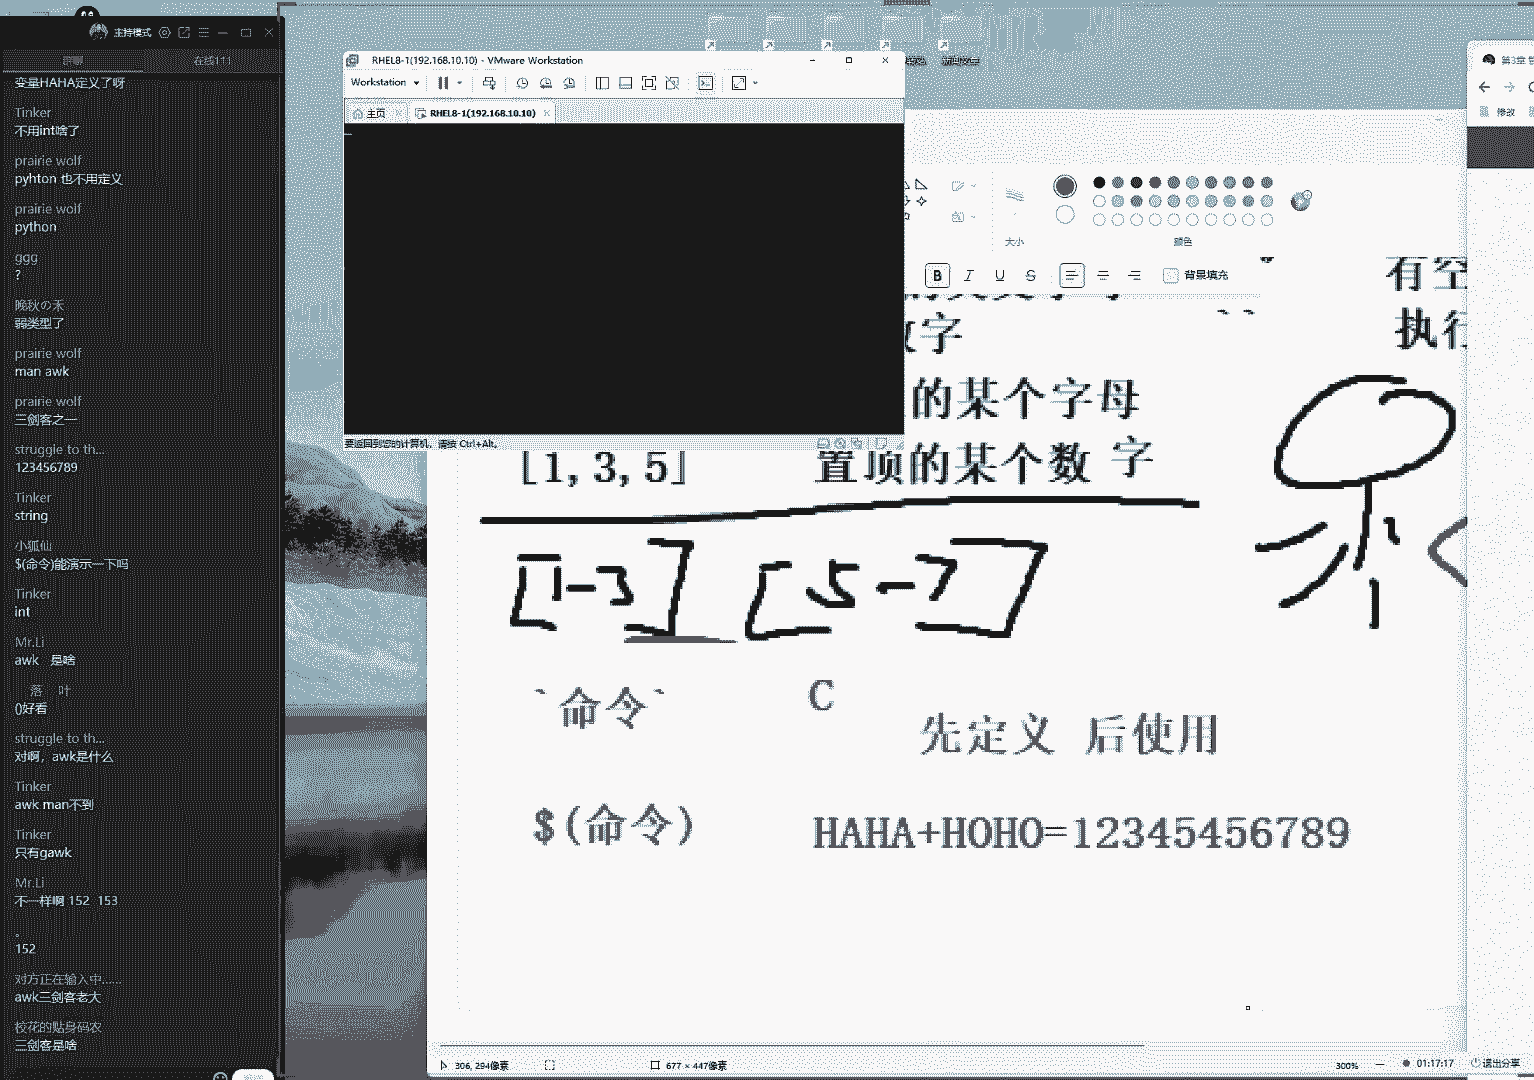 主持模式
在线111
变量HAHA定义了呀
Tinker
不用int啥了
prairie wolf
pyhton 也不用定义
prairie wolf
python
ggg
?
晚秋の禾
弱类型了
prairie wolf
man awk
prairie wolf
三剑客之一
struggle to th...
123456789
Tinker
string
小狐仙
$(命令)能演示一下吗
Tinker
int
Mr.Li
awk 是啥
落 叶
()好看
struggle to th...
对啊，awk是什么
Tinker
awk man不到
Tinker
只有gawk
Mr.Li
不一样啊 152 153
。
152
对方正在输入中......
awk三剑客老大
校花的贴身码农
三剑客是啥
RHEL8-1(192.168.10.10) - VMware Workstation
Workstation
主页
RHEL8-1(192.168.10.10)
要返回到您的计算机，请按 Ctrl+Alt。
第3章
修改
大小
颜色
B I U S
背景填充
有空
字
执行
的某个字母
[1,3,5] 置顶的某个数 字
[1-3] [5-7]
`命令` C
先定义 后使用
$(命令) HAHA+HOHO=12345456789
306, 294像素
677 × 447像素
300%
01:17:17
退出分享